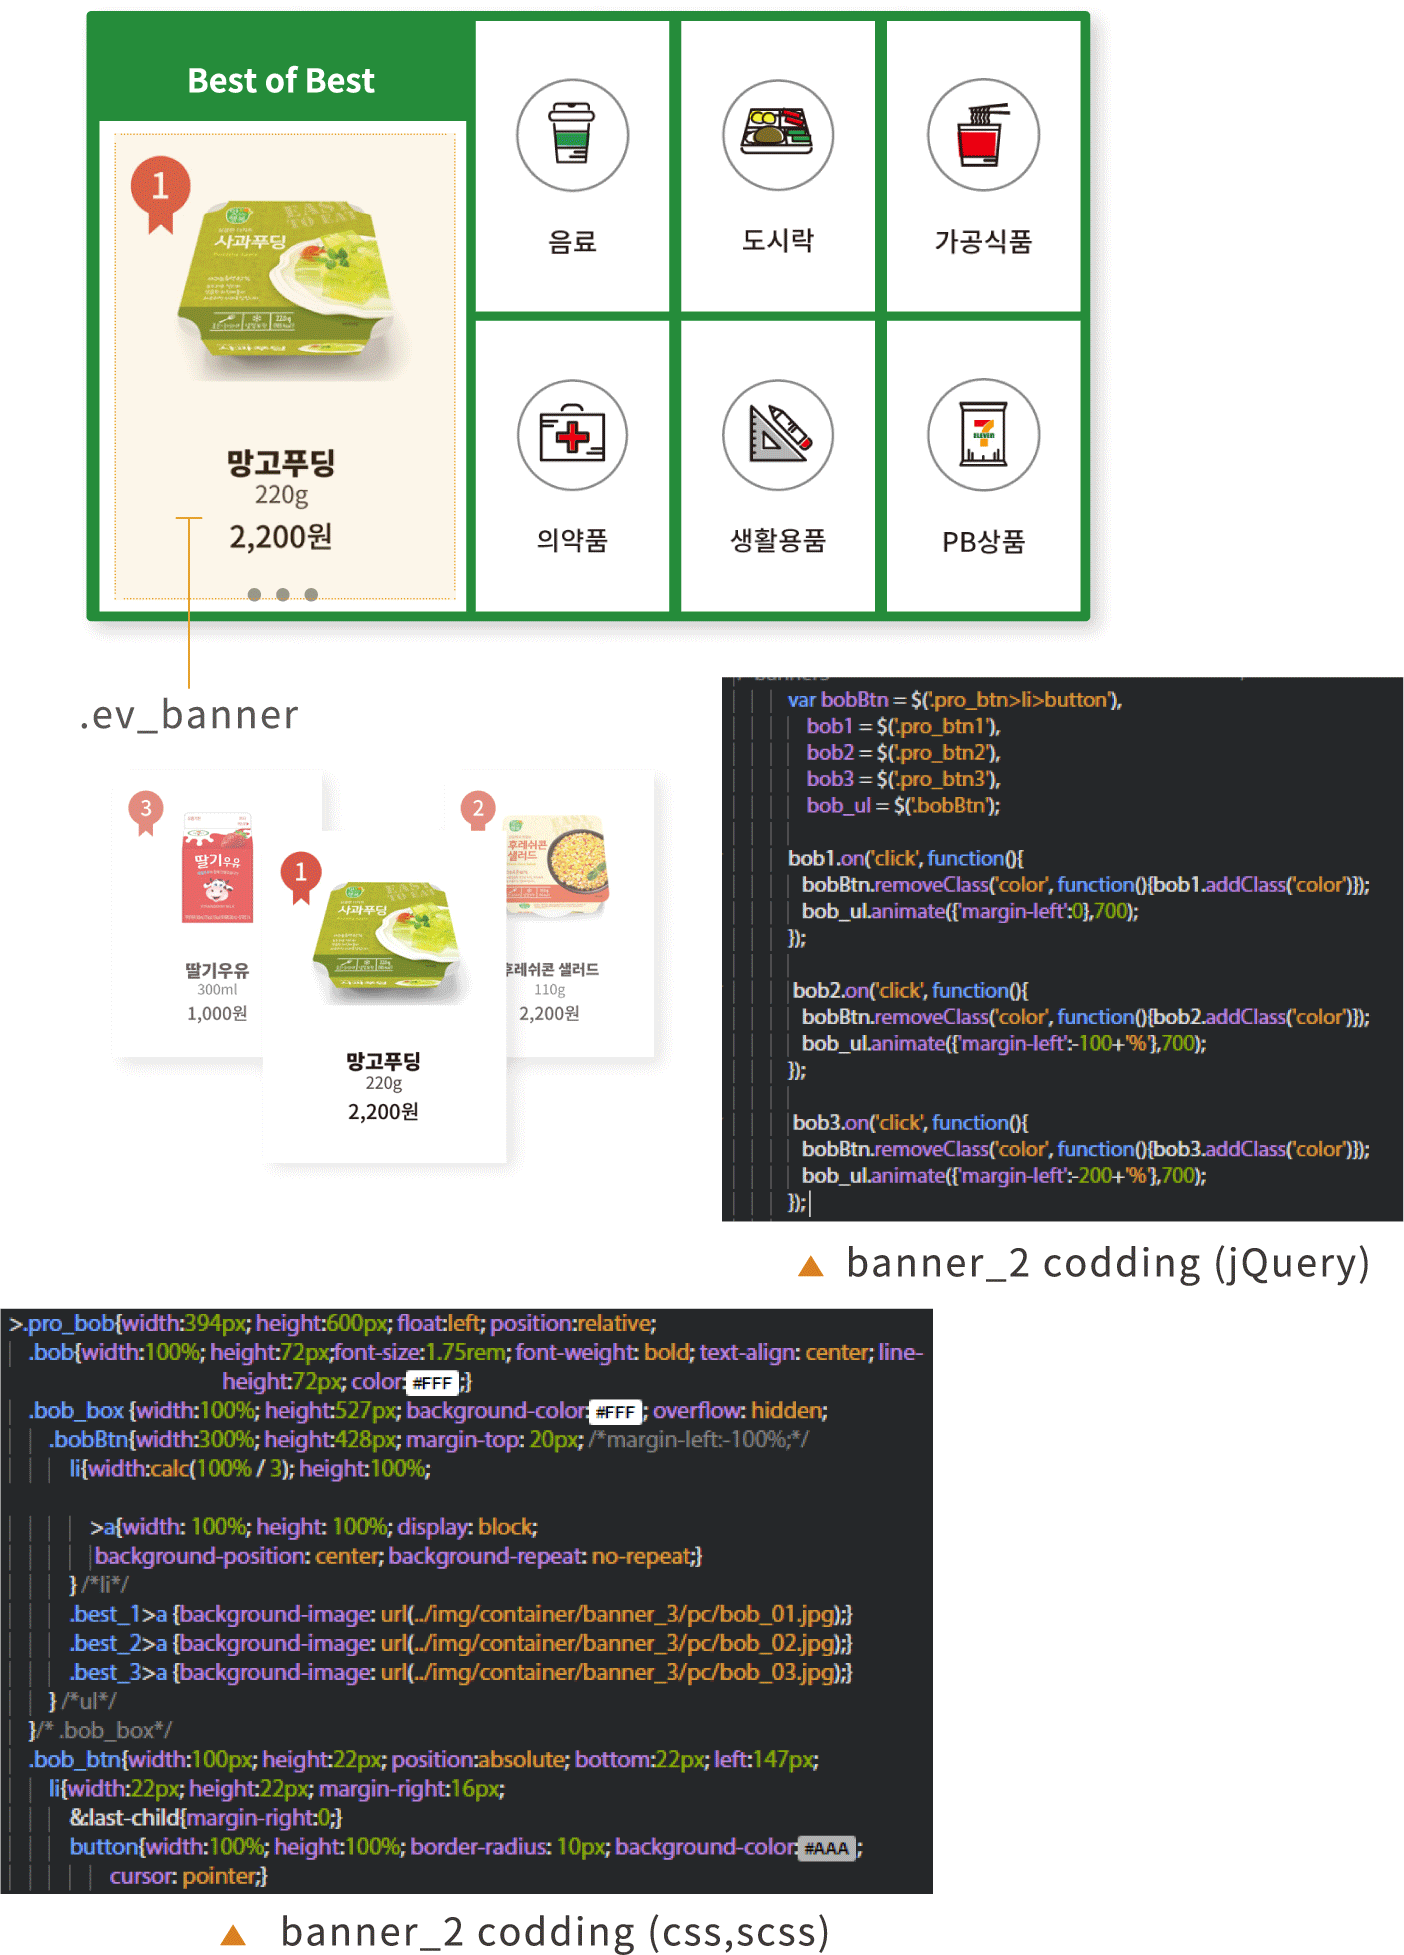 Best of Best
1
EASY
TO EAT
사과푸딩
220g
망고푸딩
220g
2,200원
음료
도시락
가공식품
의약품
생활용품
7
ELEVEN
PB상품
.ev_banner
3
딸기우유
딸기우유
300ml
1,000원
1
사과푸딩
망고푸딩
220g
2,200원
2
후레쉬콘
샐러드
후레쉬콘 샐러드
110g
2,200원
var bobBtn = $('.pro_btn>li>button'),
bob1 = $('.pro_btn1'),
bob2 = $('.pro_btn2'),
bob3 = $('.pro_btn3'),
bob_ul = $('.bobBtn');
bob1.on('click', function(){
bobBtn.removeClass('color', function(){bob1.addClass('color')});
bob_ul.animate({'margin-left':0},700);
});
bob2.on('click', function(){
bobBtn.removeClass('color', function(){bob2.addClass('color')});
bob_ul.animate({'margin-left':-100+'%'},700);
});
bob3.on('click', function(){
bobBtn.removeClass('color', function(){bob3.addClass('color')});
bob_ul.animate({'margin-left':-200+'%'},700);
});
▲ banner_2 codding (jQuery)
>.pro_bob{width:394px; height:600px; float:left; position:relative;
.bob{width:100%; height:72px;font-size:1.75rem; font-weight: bold; text-align: center; line-
height:72px; color:#FFF;}
.bob_box {width:100%; height:527px; background-color:#FFF; overflow: hidden;
.bobBtn{width:300%; height:428px; margin-top: 20px; /*margin-left:-100%;*/
li{width:calc(100% / 3); height:100%;
>a{width: 100%; height: 100%; display: block;
background-position: center; background-repeat: no-repeat;}
} /*li*/
.best_1>a {background-image: url(../img/container/banner_3/pc/bob_01.jpg);}
.best_2>a {background-image: url(../img/container/banner_3/pc/bob_02.jpg);}
.best_3>a {background-image: url(../img/container/banner_3/pc/bob_03.jpg);}
} /*ul*/
}/* .bob_box*/
.bob_btn{width:100px; height:22px; position:absolute; bottom:22px; left:147px;
li{width:22px; height:22px; margin-right:16px;
&:last-child{margin-right:0;}
button{width:100%; height:100%; border-radius: 10px; background-color:#AAA;
cursor: pointer;}
▲ banner_2 codding (css,scss)